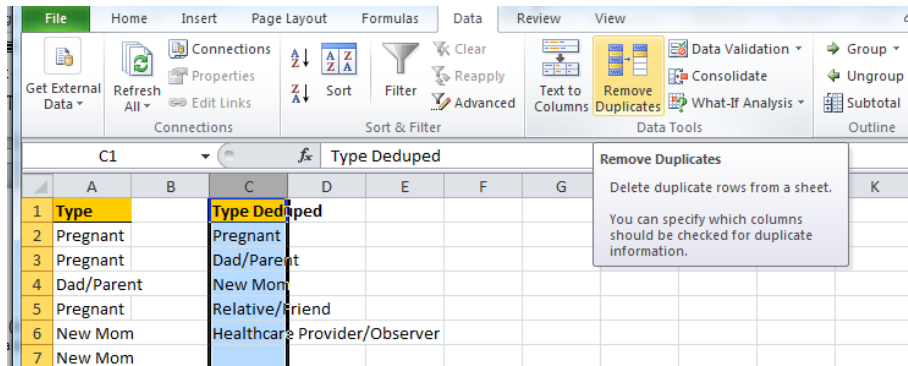 File Home Insert Page Layout Formulas Data Review View
Connections
Properties
Edit Links
Get External Data
Refresh All
Connections
A Z
Z A
A Z Z A
Sort
Filter
Clear
Reapply
Advanced
Sort & Filter
Text to Columns
Remove Duplicates
Data Validation
Consolidate
What-If Analysis
Data Tools
Group
Ungroup
Subtotal
Outline
C1 fx Type Deduped
Remove Duplicates
Delete duplicate rows from a sheet.
You can specify which columns
should be checked for duplicate
information.
A B C D E F G K
1 Type Type Deduped
2 Pregnant Pregnant
3 Pregnant Dad/Parent
4 Dad/Parent New Mom
5 Pregnant Relative/Friend
6 New Mom Healthcare Provider/Observer
7 New Mom